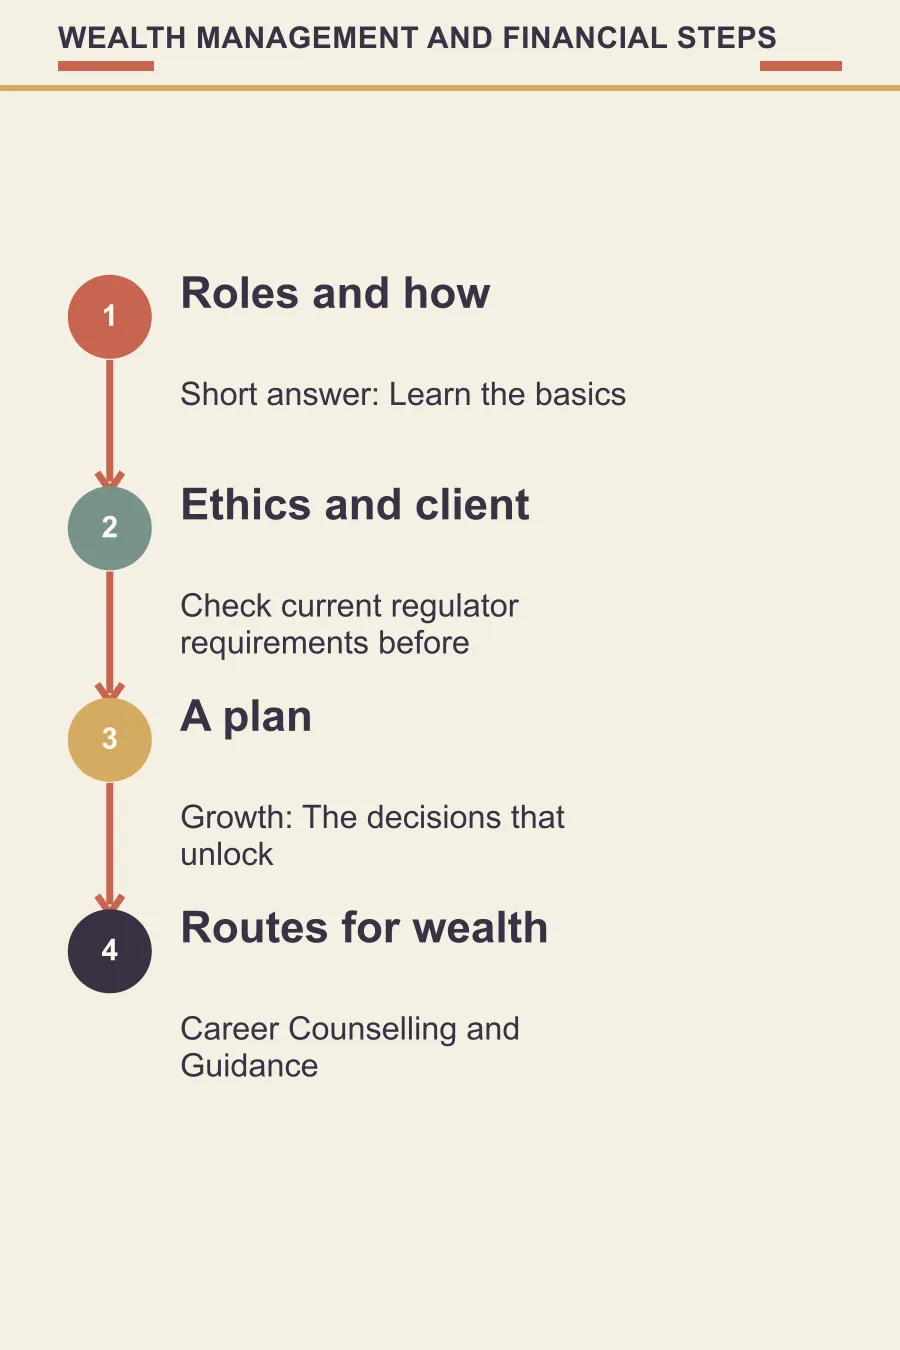 WEALTH MANAGEMENT AND FINANCIAL STEPS
1
Roles and how
Short answer: Learn the basics
2
Ethics and client
Check current regulator
requirements before
3
A plan
Growth: The decisions that
unlock
4
Routes for wealth
Career Counselling and
Guidance